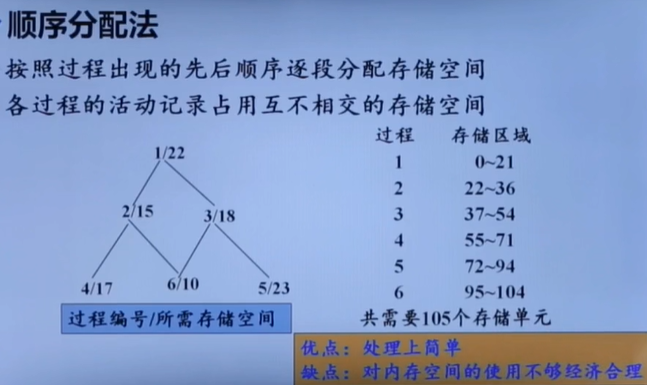 顺序分配法
按照过程出现的先后顺序逐段分配存储空间
各过程的活动记录占用互不相交的存储空间
1/22
2/15
3/18
4/17
6/10
5/23
过程编号/所需存储空间
过程 存储区域
1 0~21
2 22~36
3 37~54
4 55~71
5 72~94
6 95~104
共需要105个存储单元
优点：处理上简单
缺点：对内存空间的使用不够经济合理